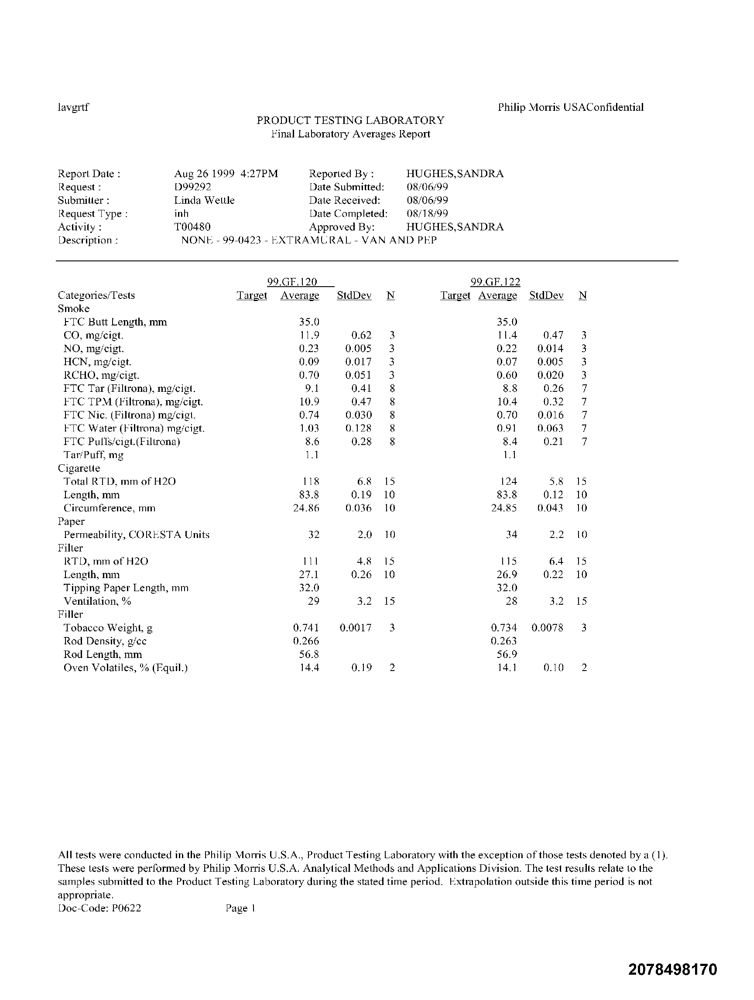 lavgrtf Philip Morris USAConfidential
PRODUCT TESTING LABORATORY
Final Laboratory Averages Report
Report Date : Aug 26 1999 4:27PM Reported By : HUGHES,SANDRA
Request : D99292 Date Submitted: 08/06/99
Submitter : Linda Wettle Date Received: 08/06/99
Request Type : inh Date Completed: 08/18/99
Activity : T00480 Approved By: HUGHES,SANDRA
Description : NONE - 99-0423 - EXTRAMURAL - VAN AND PEP
99.GF.120 99.GF.122
Categories/Tests Target Average StdDev N Target Average StdDev N
Smoke
FTC Butt Length, mm 35.0 35.0
CO, mg/cigt. 11.9 0.62 3 11.4 0.47 3
NO, mg/cigt. 0.23 0.005 3 0.22 0.014 3
HCN, mg/cigt. 0.09 0.017 3 0.07 0.005 3
RCHO, mg/cigt. 0.70 0.051 3 0.60 0.020 3
FTC Tar (Filtrona), mg/cigt. 9.1 0.41 8 8.8 0.26 7
FTC TPM (Filtrona), mg/cigt. 10.9 0.47 8 10.4 0.32 7
FTC Nic. (Filtrona) mg/cigt. 0.74 0.030 8 0.70 0.016 7
FTC Water (Filtrona) mg/cigt. 1.03 0.128 8 0.91 0.063 7
FTC Puffs/cigt.(Filtrona) 8.6 0.28 8 8.4 0.21 7
Tar/Puff, mg 1.1 1.1
Cigarette
Total RTD, mm of H2O 118 6.8 15 124 5.8 15
Length, mm 83.8 0.19 10 83.8 0.12 10
Circumference, mm 24.86 0.036 10 24.85 0.043 10
Paper
Permeability, CORESTA Units 32 2.0 10 34 2.2 10
Filter
RTD, mm of H2O 111 4.8 15 115 6.4 15
Length, mm 27.1 0.26 10 26.9 0.22 10
Tipping Paper Length, mm 32.0 32.0
Ventilation, % 29 3.2 15 28 3.2 15
Filler
Tobacco Weight, g 0.741 0.0017 3 0.734 0.0078 3
Rod Density, g/cc 0.266 0.263
Rod Length, mm 56.8 56.9
Oven Volatiles, % (Equil.) 14.4 0.19 2 14.1 0.10 2
All tests were conducted in the Philip Morris U.S.A., Product Testing Laboratory with the exception of those tests denoted by a (1).
These tests were performed by Philip Morris U.S.A. Analytical Methods and Applications Division. The test results relate to the
samples submitted to the Product Testing Laboratory during the stated time period. Extrapolation outside this time period is not
appropriate.
Doc-Code: P0622 Page 1
2078498170